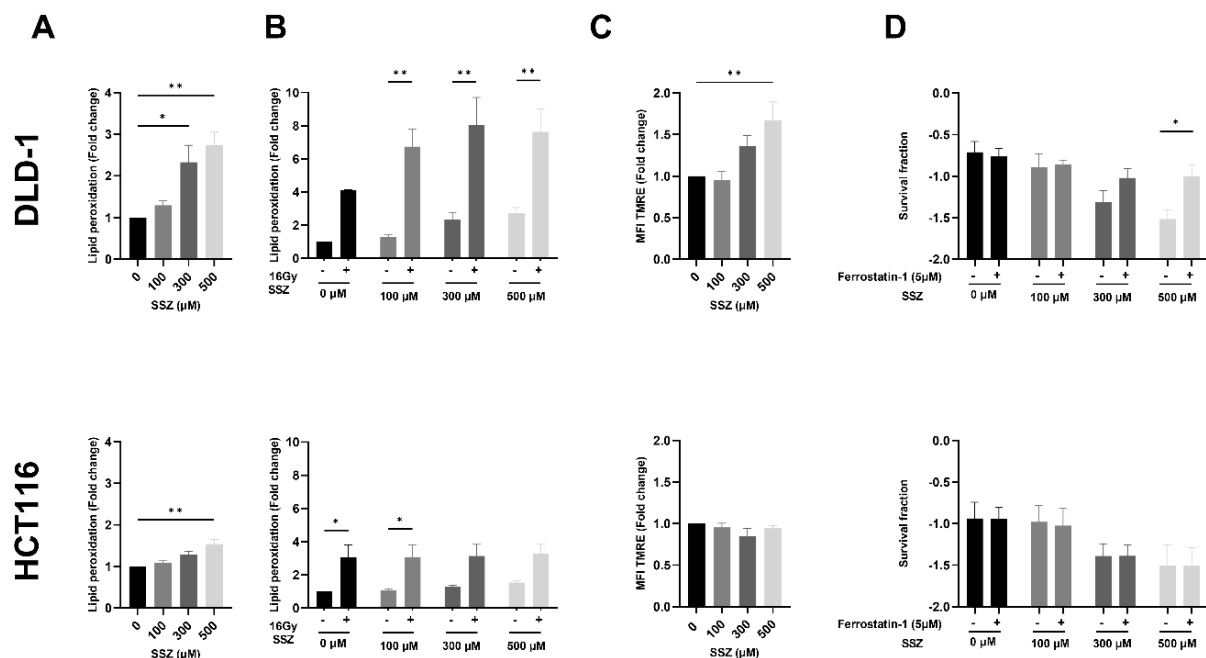 A
B
C
D
DLD-1
Lipid peroxidation (Fold change)
4
3
2
1
0
**
*
0
100
300
500
SSZ (µM)
Lipid peroxidation (Fold change)
10
8
6
4
2
0
**
**
**
- + - + - + - +
16Gy
SSZ
0 µM
100 µM
300 µM
500 µM
MFI TMRE (Fold change)
2.0
1.5
1.0
0.5
0.0
**
0
100
300
500
SSZ (µM)
Survival fraction
0.0
-0.5
-1.0
-1.5
-2.0
*
Ferrostatin-1 (5µM) - + - + - + - +
SSZ
0 µM
100 µM
300 µM
500 µM
HCT116
Lipid peroxidation (Fold change)
4
3
2
1
0
**
0
100
300
500
SSZ (µM)
Lipid peroxidation (Fold change)
10
8
6
4
2
0
*
*
- + - + - + - +
16Gy
SSZ
0 µM
100 µM
300 µM
500 µM
MFI TMRE (Fold change)
2.0
1.5
1.0
0.5
0.0
0
100
300
500
SSZ (µM)
Survival fraction
0.0
-0.5
-1.0
-1.5
-2.0
Ferrostatin-1 (5µM) - + - + - + - +
SSZ
0 µM
100 µM
300 µM
500 µM